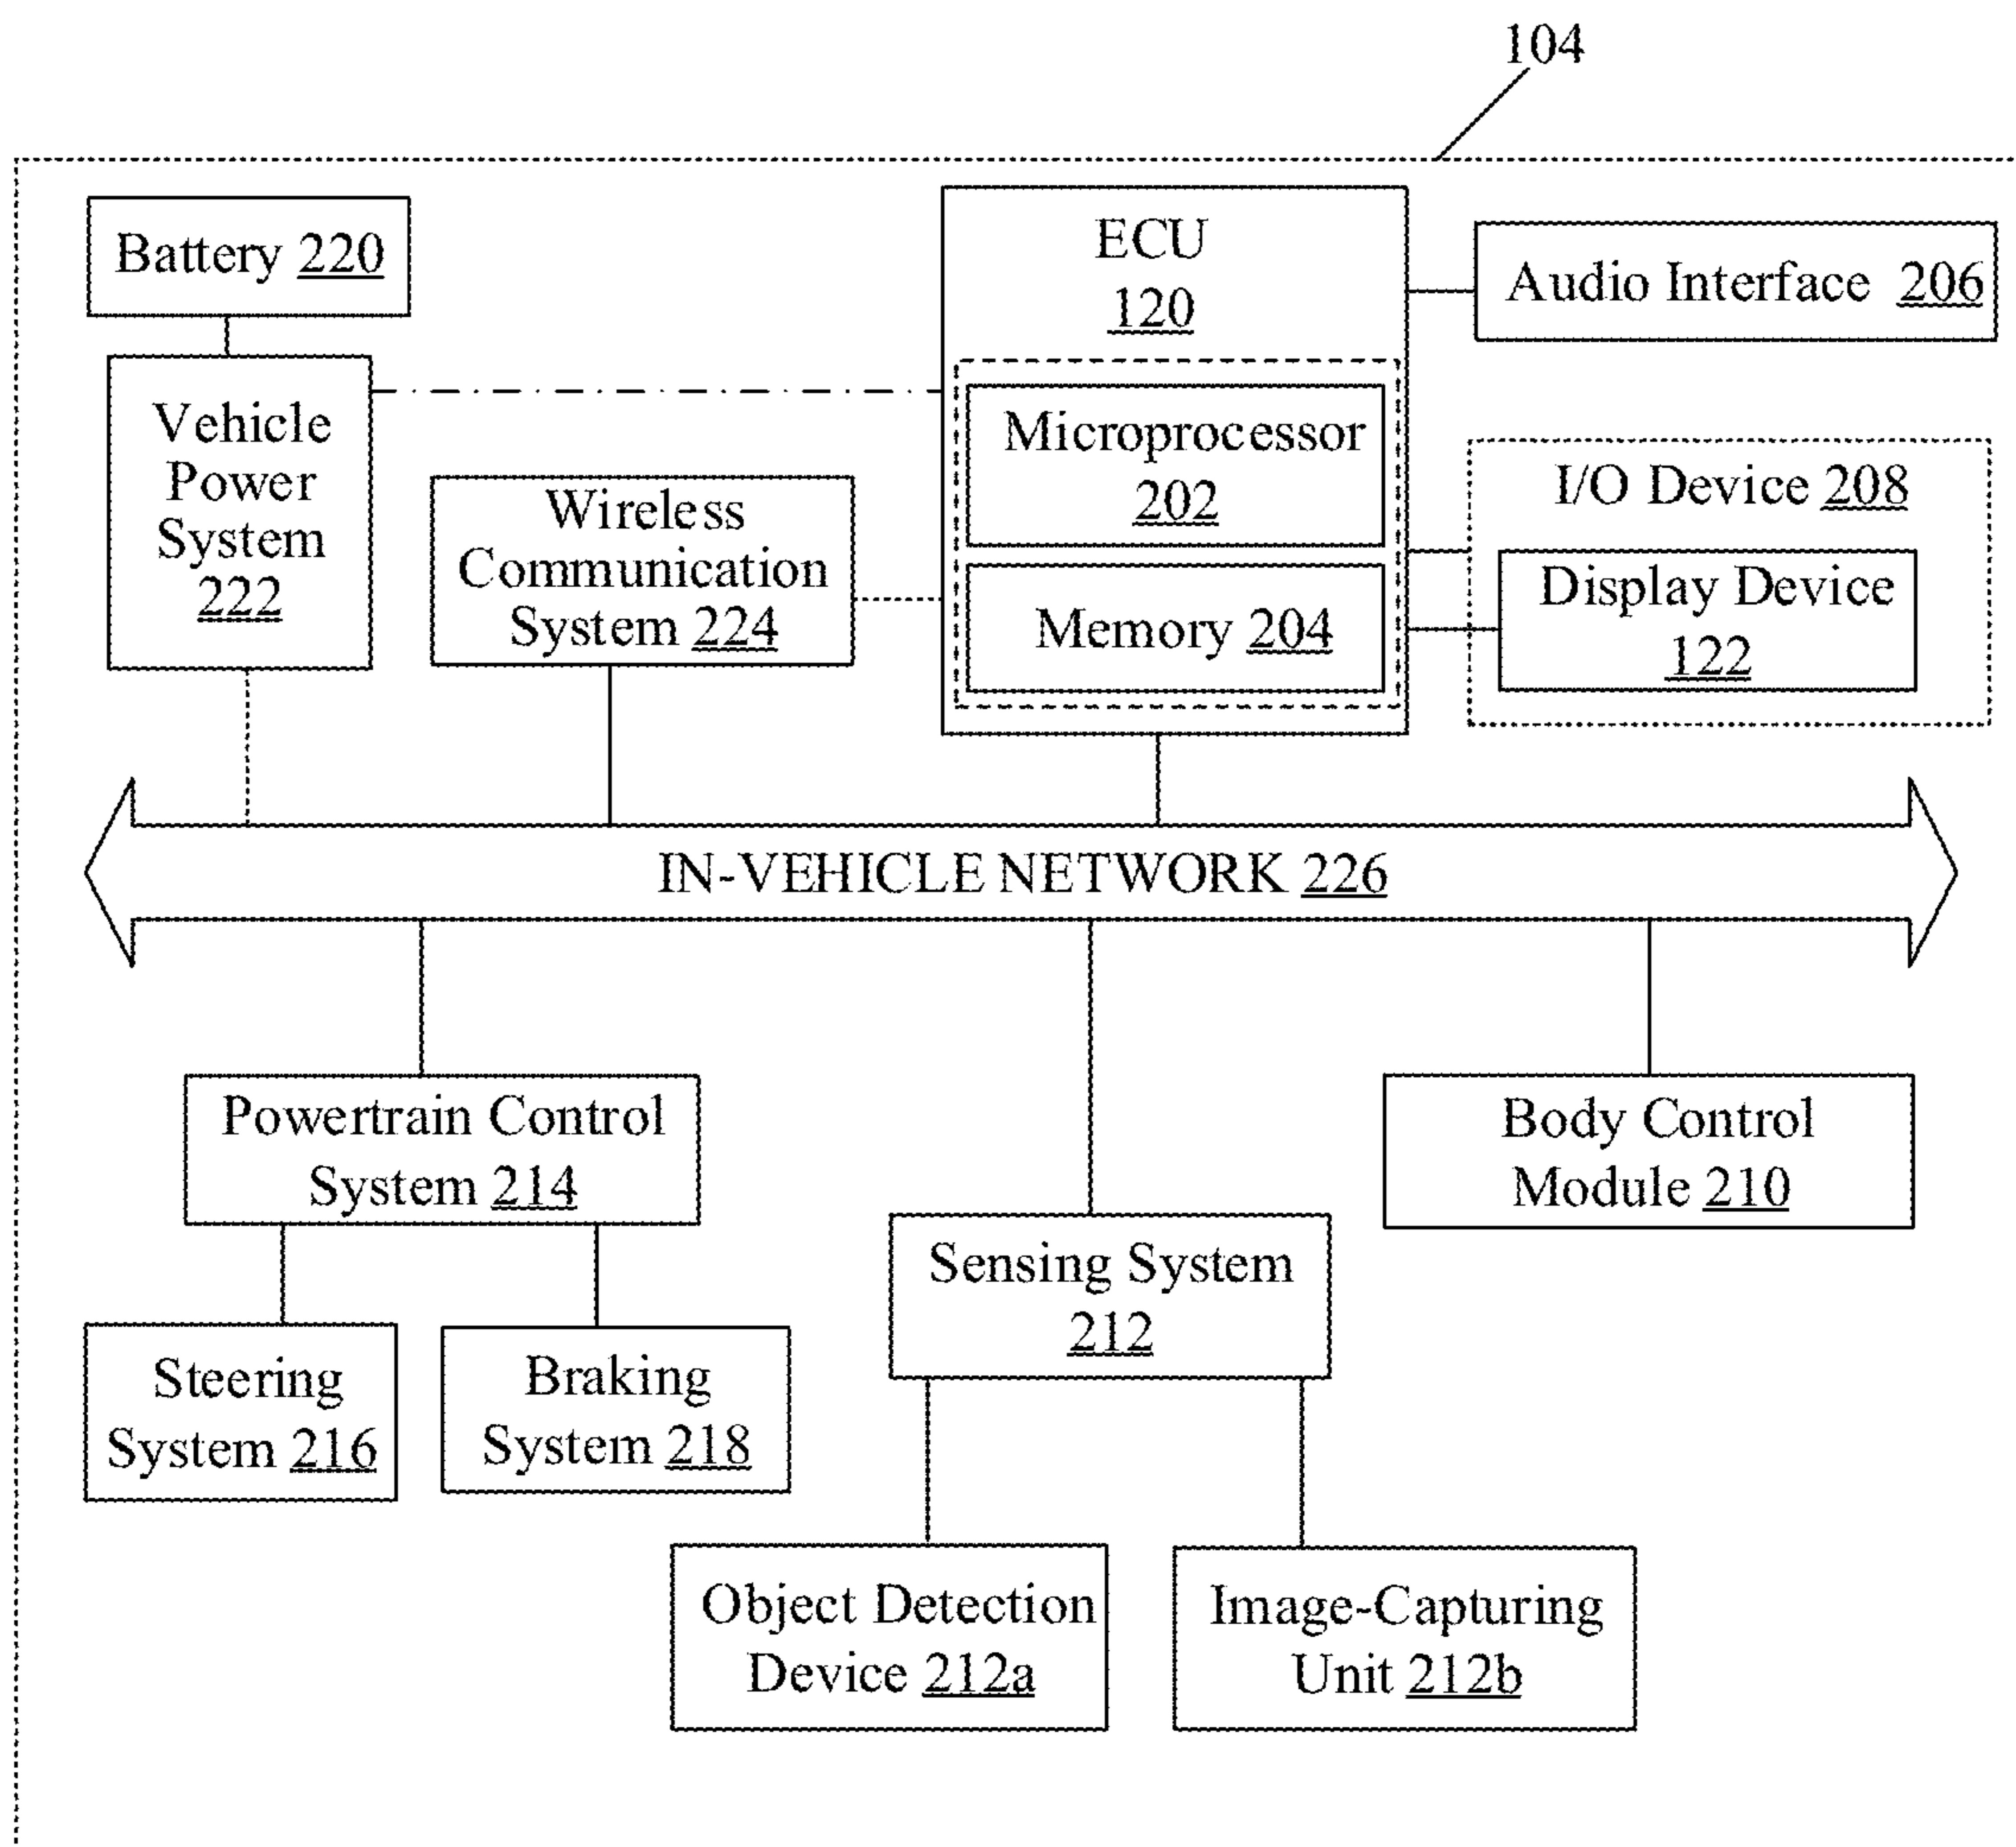 104
Battery 220
ECU
120
Audio Interface 206
Vehicle
Power
System
222
Wireless
Communication
System 224
Microprocessor
202
Memory 204
I/O Device 208
Display Device
122
IN-VEHICLE NETWORK 226
Powertrain Control
System 214
Body Control
Module 210
Sensing System
212
Steering
System 216
Braking
System 218
Object Detection
Device 212a
Image-Capturing
Unit 212b